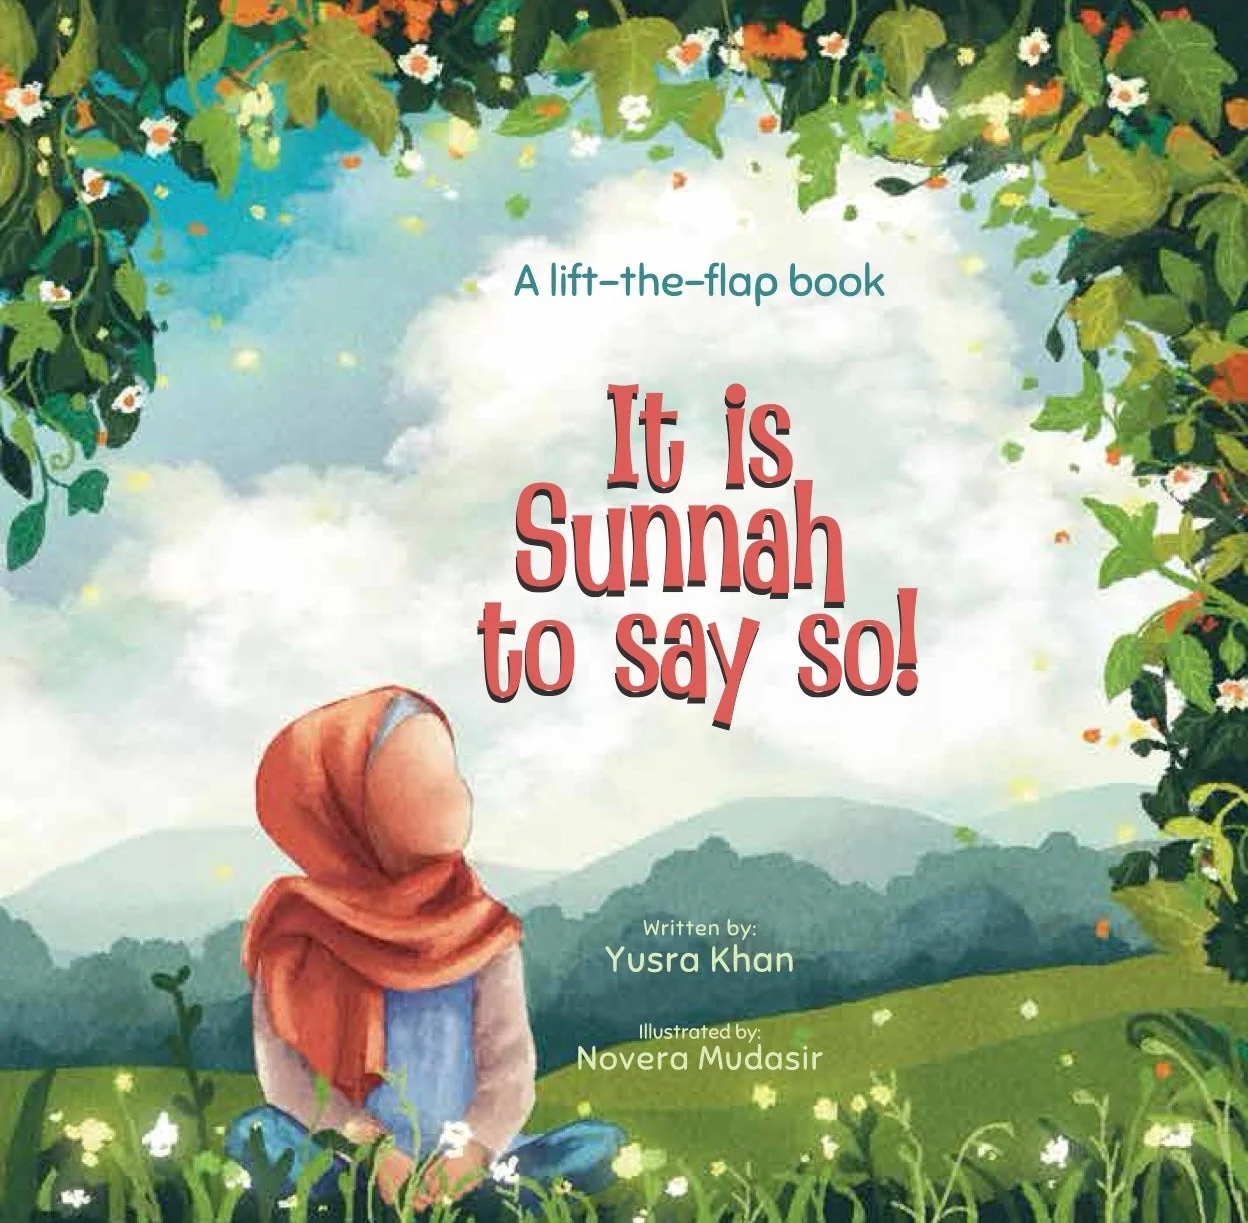 A lift-the-flap book
It is
Sunnah
to say so!
Written by:
Yusra Khan
Illustrated by:
Novera Mudasir